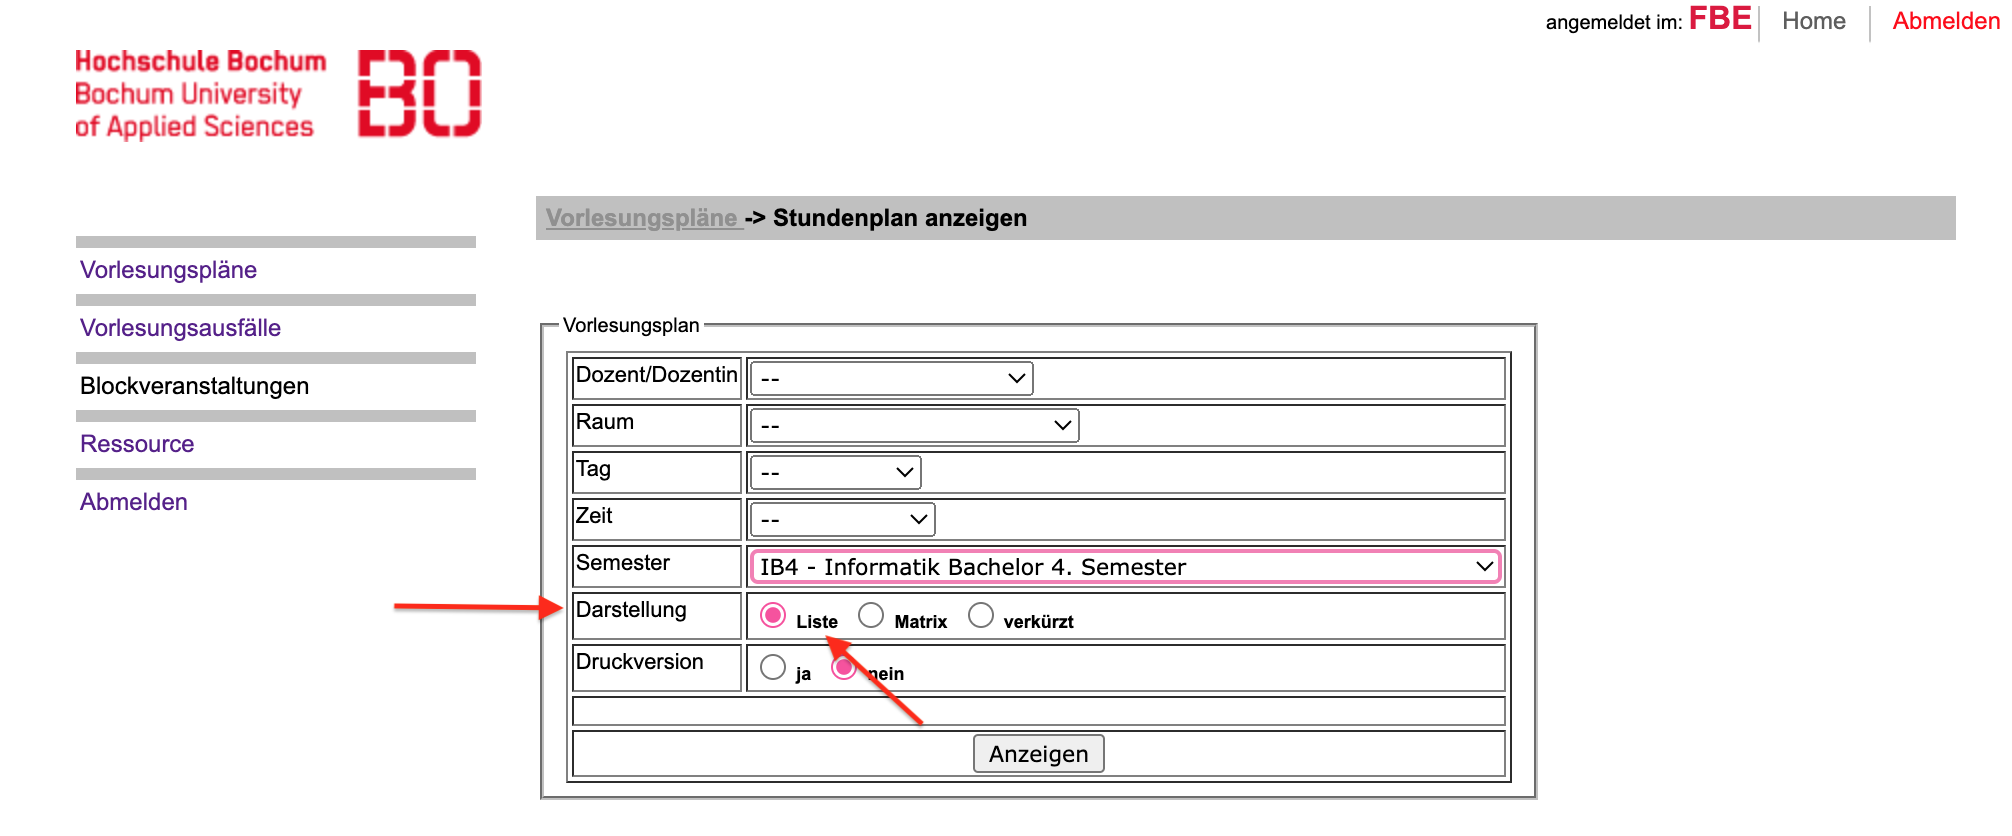 angemeldet im: FBE Home Abmelden
Hochschule Bochum
Bochum University
of Applied Sciences
BO
Vorlesungspläne -> Stundenplan anzeigen
Vorlesungspläne
Vorlesungsausfälle
Blockveranstaltungen
Ressource
Abmelden
Vorlesungsplan
Dozent/Dozentin --
Raum --
Tag --
Zeit --
Semester IB4 - Informatik Bachelor 4. Semester
Darstellung Liste Matrix verkürzt
Druckversion ja nein
Anzeigen